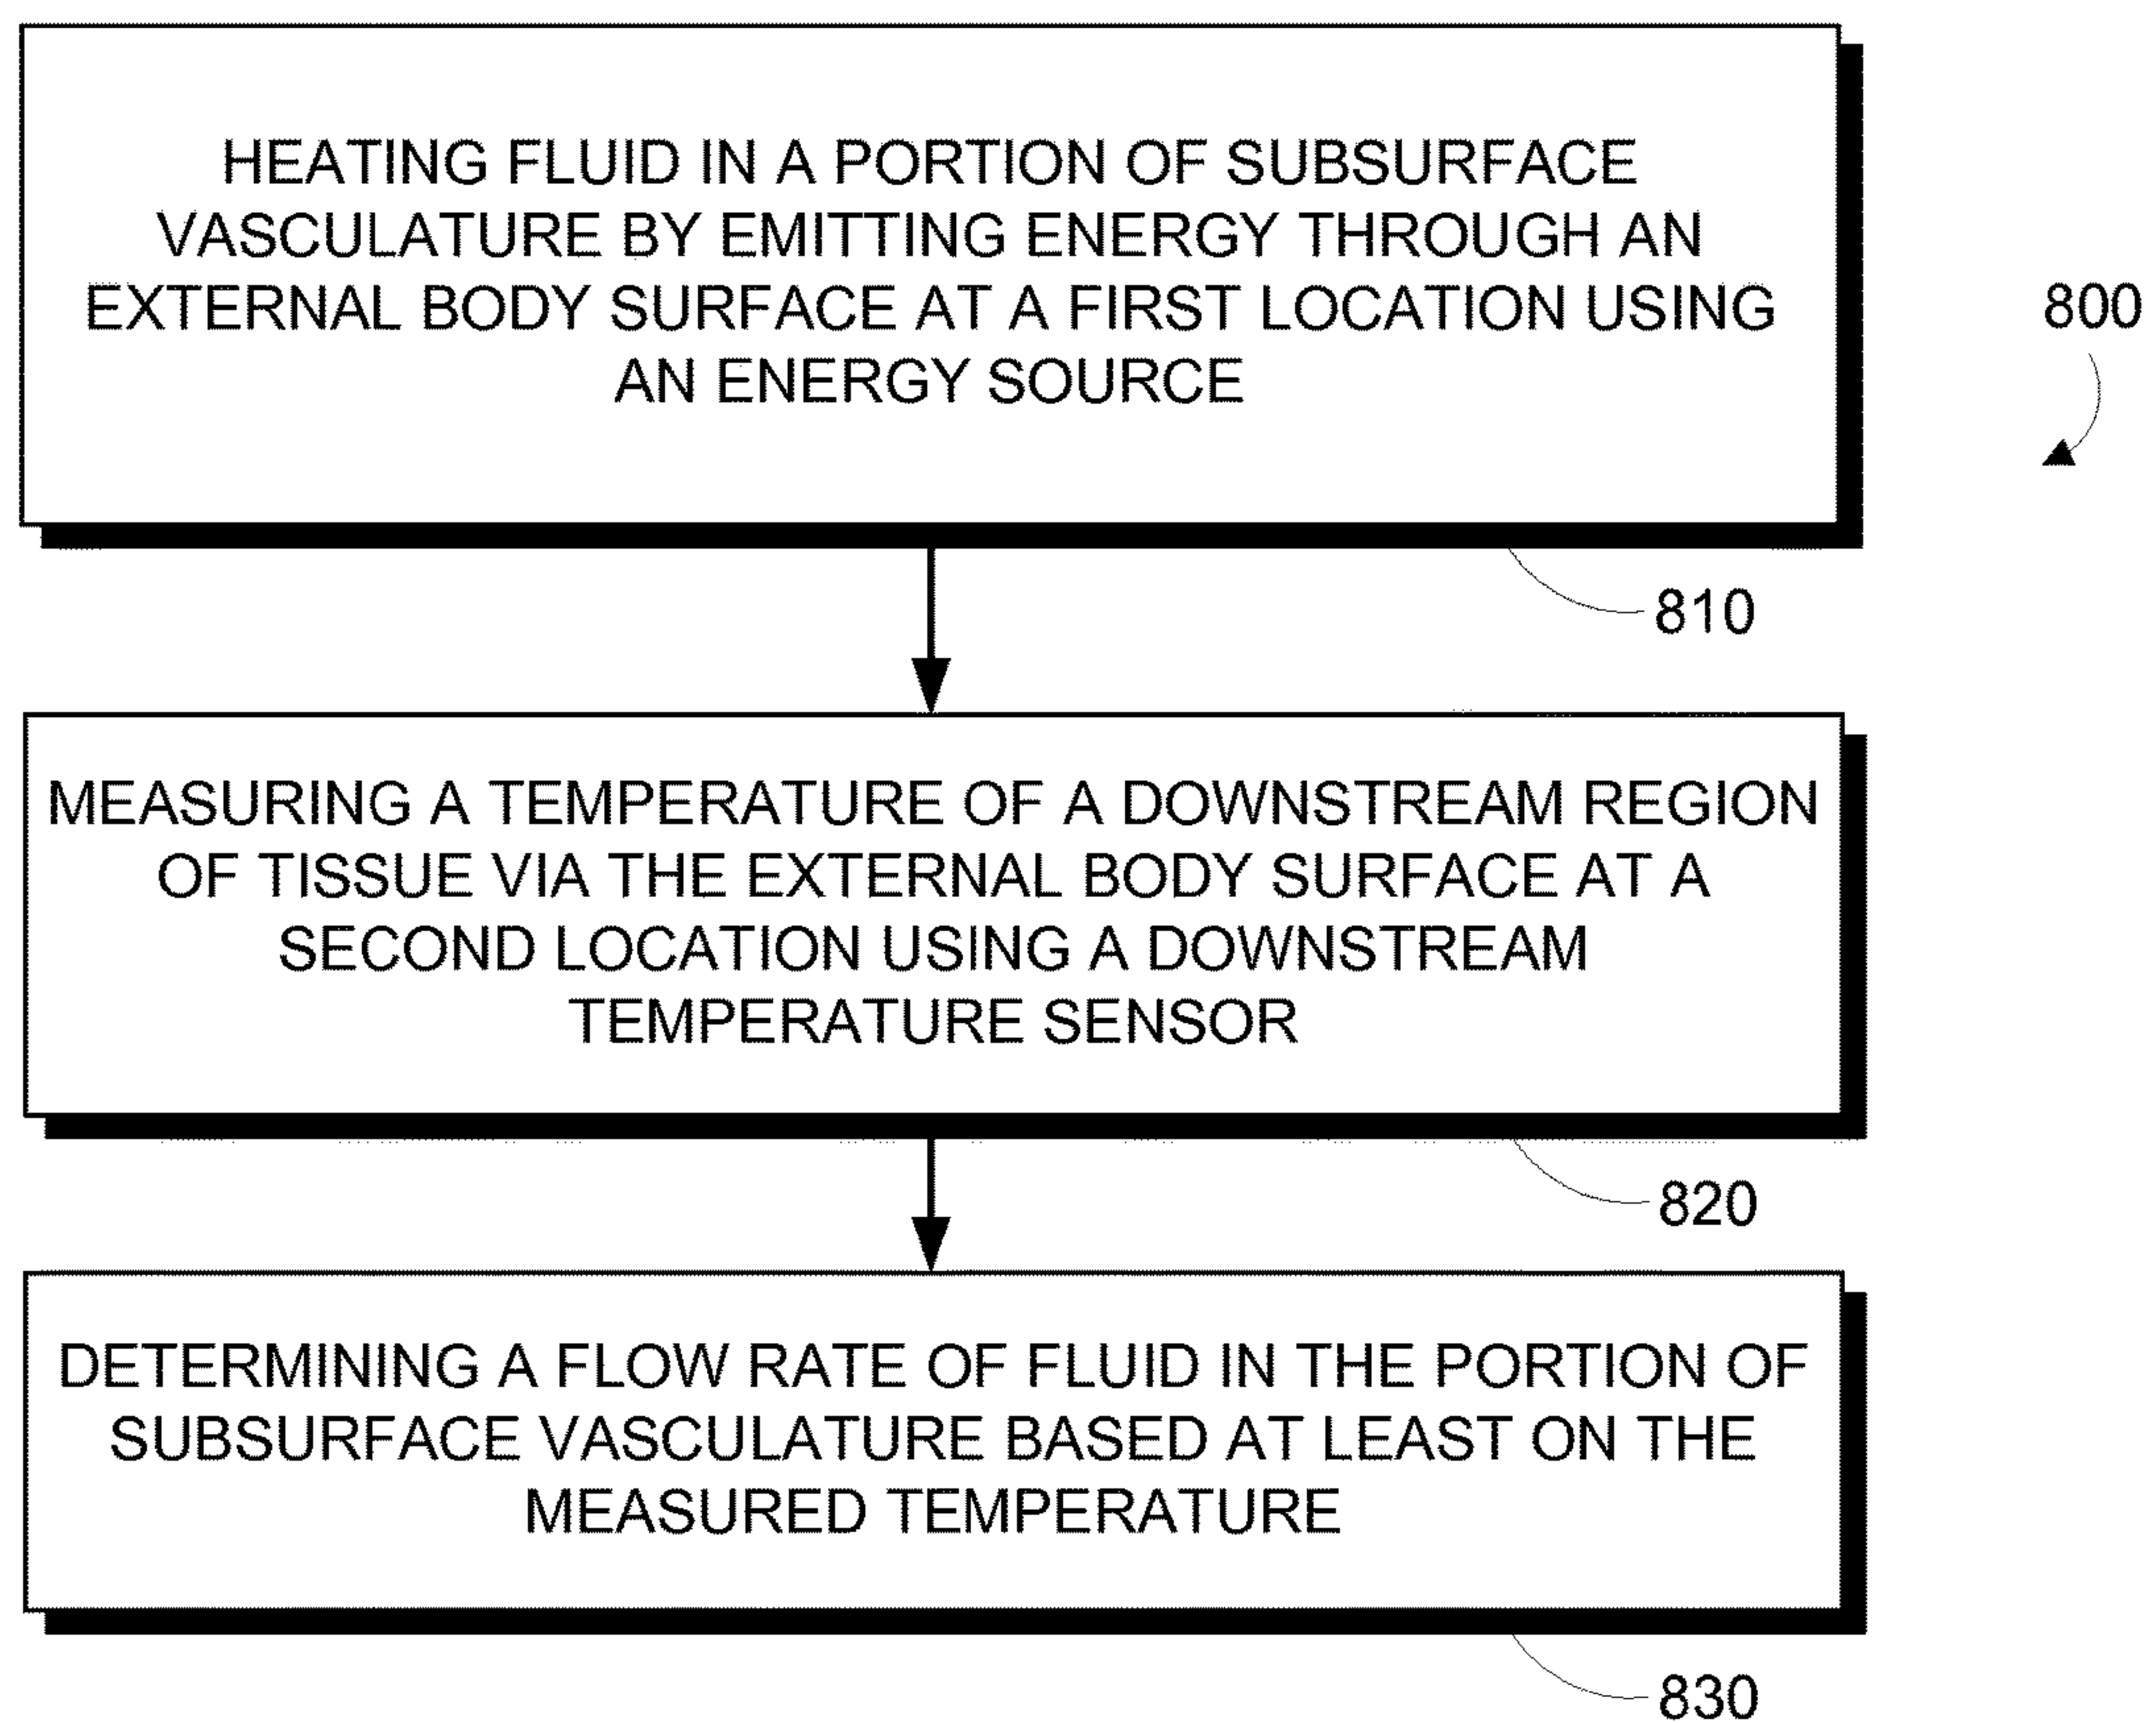 HEATING FLUID IN A PORTION OF SUBSURFACE
VASCULATURE BY EMITTING ENERGY THROUGH AN
EXTERNAL BODY SURFACE AT A FIRST LOCATION USING
AN ENERGY SOURCE
800
810
MEASURING A TEMPERATURE OF A DOWNSTREAM REGION
OF TISSUE VIA THE EXTERNAL BODY SURFACE AT A
SECOND LOCATION USING A DOWNSTREAM
TEMPERATURE SENSOR
820
DETERMINING A FLOW RATE OF FLUID IN THE PORTION OF
SUBSURFACE VASCULATURE BASED AT LEAST ON THE
MEASURED TEMPERATURE
830